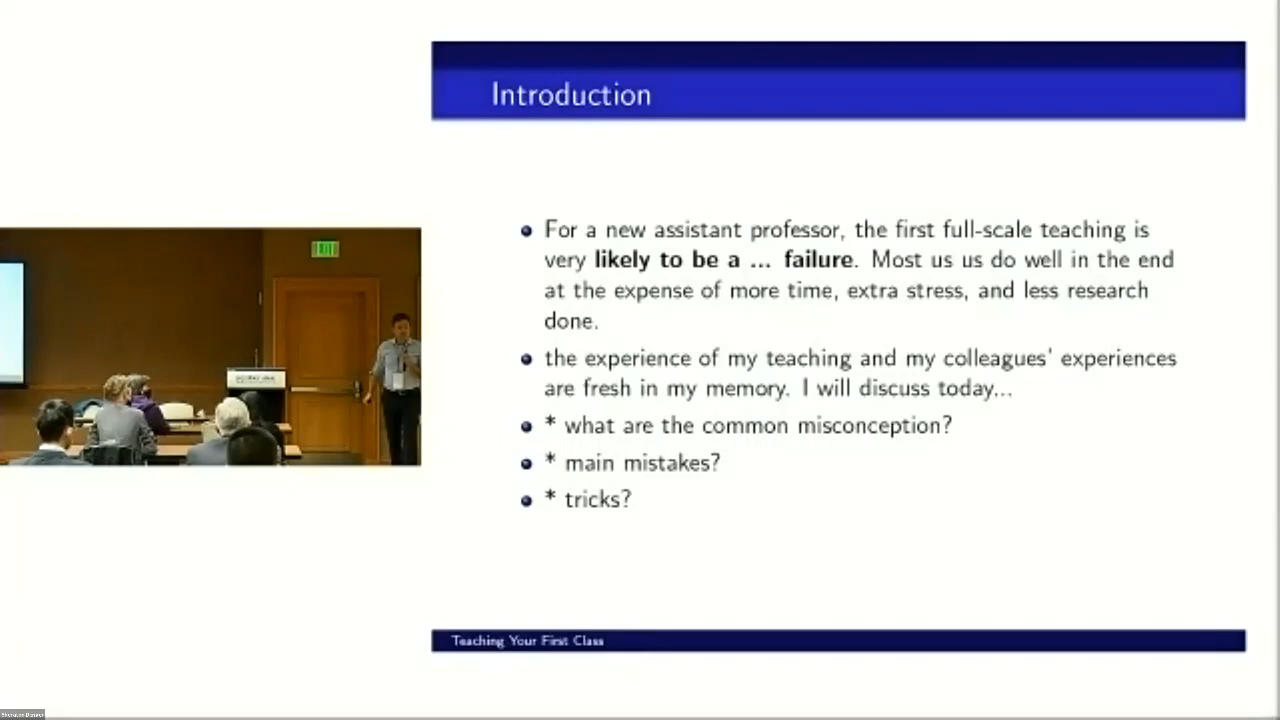 Introduction
For a new assistant professor, the first full-scale teaching is
very likely to be a ... failure. Most us us do well in the end
at the expense of more time, extra stress, and less research
done.
the experience of my teaching and my colleagues' experiences
are fresh in my memory. I will discuss today...
* what are the common misconception?
* main mistakes?
* tricks?
Teaching Your First Class